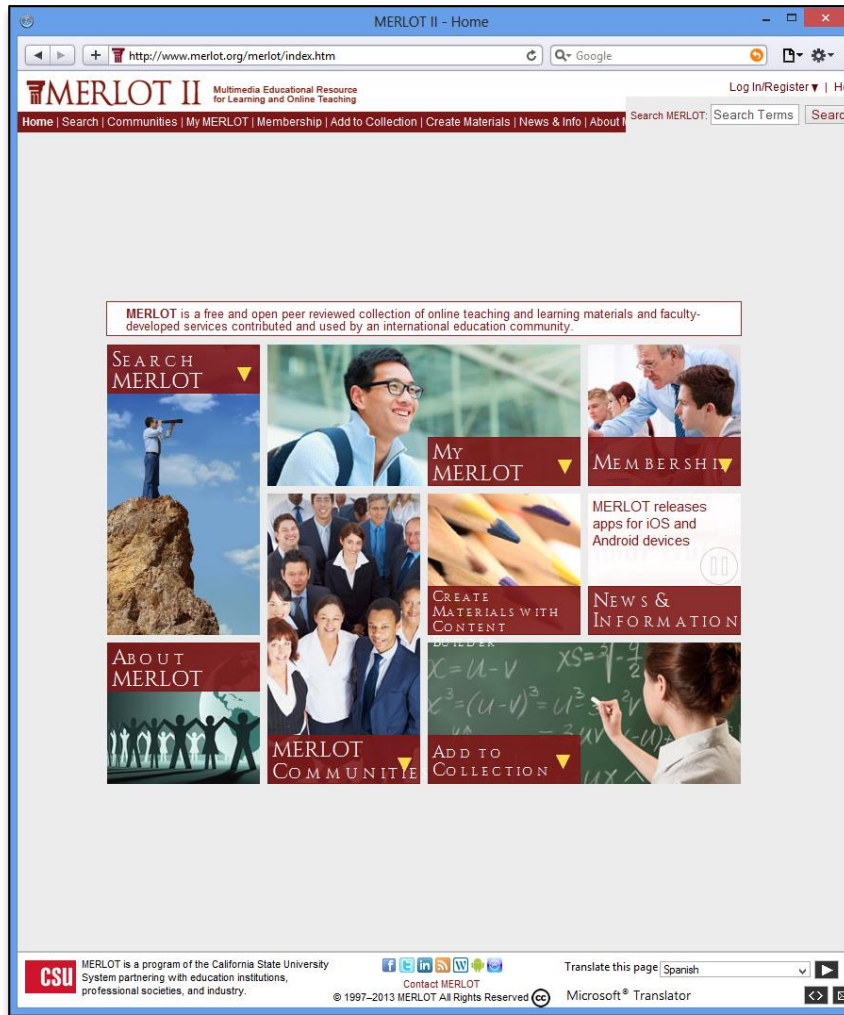 MERLOT II - Home
http://www.merlot.org/merlot/index.htm
Google
MERLOT II
Multimedia Educational Resource
for Learning and Online Teaching
Log In/Register ▾ |
Home | Search | Communities | My MERLOT | Membership | Add to Collection | Create Materials | News & Info | About
Search MERLOT: Search Terms
MERLOT is a free and open peer reviewed collection of online teaching and learning materials and faculty-
developed services contributed and used by an international education community.
SEARCH
MERLOT
MY
MERLOT
MEMBERSHIP
MERLOT releases
apps for iOS and
Android devices
CREATE
MATERIALS WITH
CONTENT
BUILDER
NEWS &
INFORMATION
ABOUT
MERLOT
MERLOT
COMMUNITIE
ADD TO
COLLECTION
CSU
MERLOT is a program of the California State University
System partnering with education institutions,
professional societies, and industry.
Contact MERLOT
© 1997–2013 MERLOT All Rights Reserved
cc
Translate this page Spanish
Microsoft® Translator